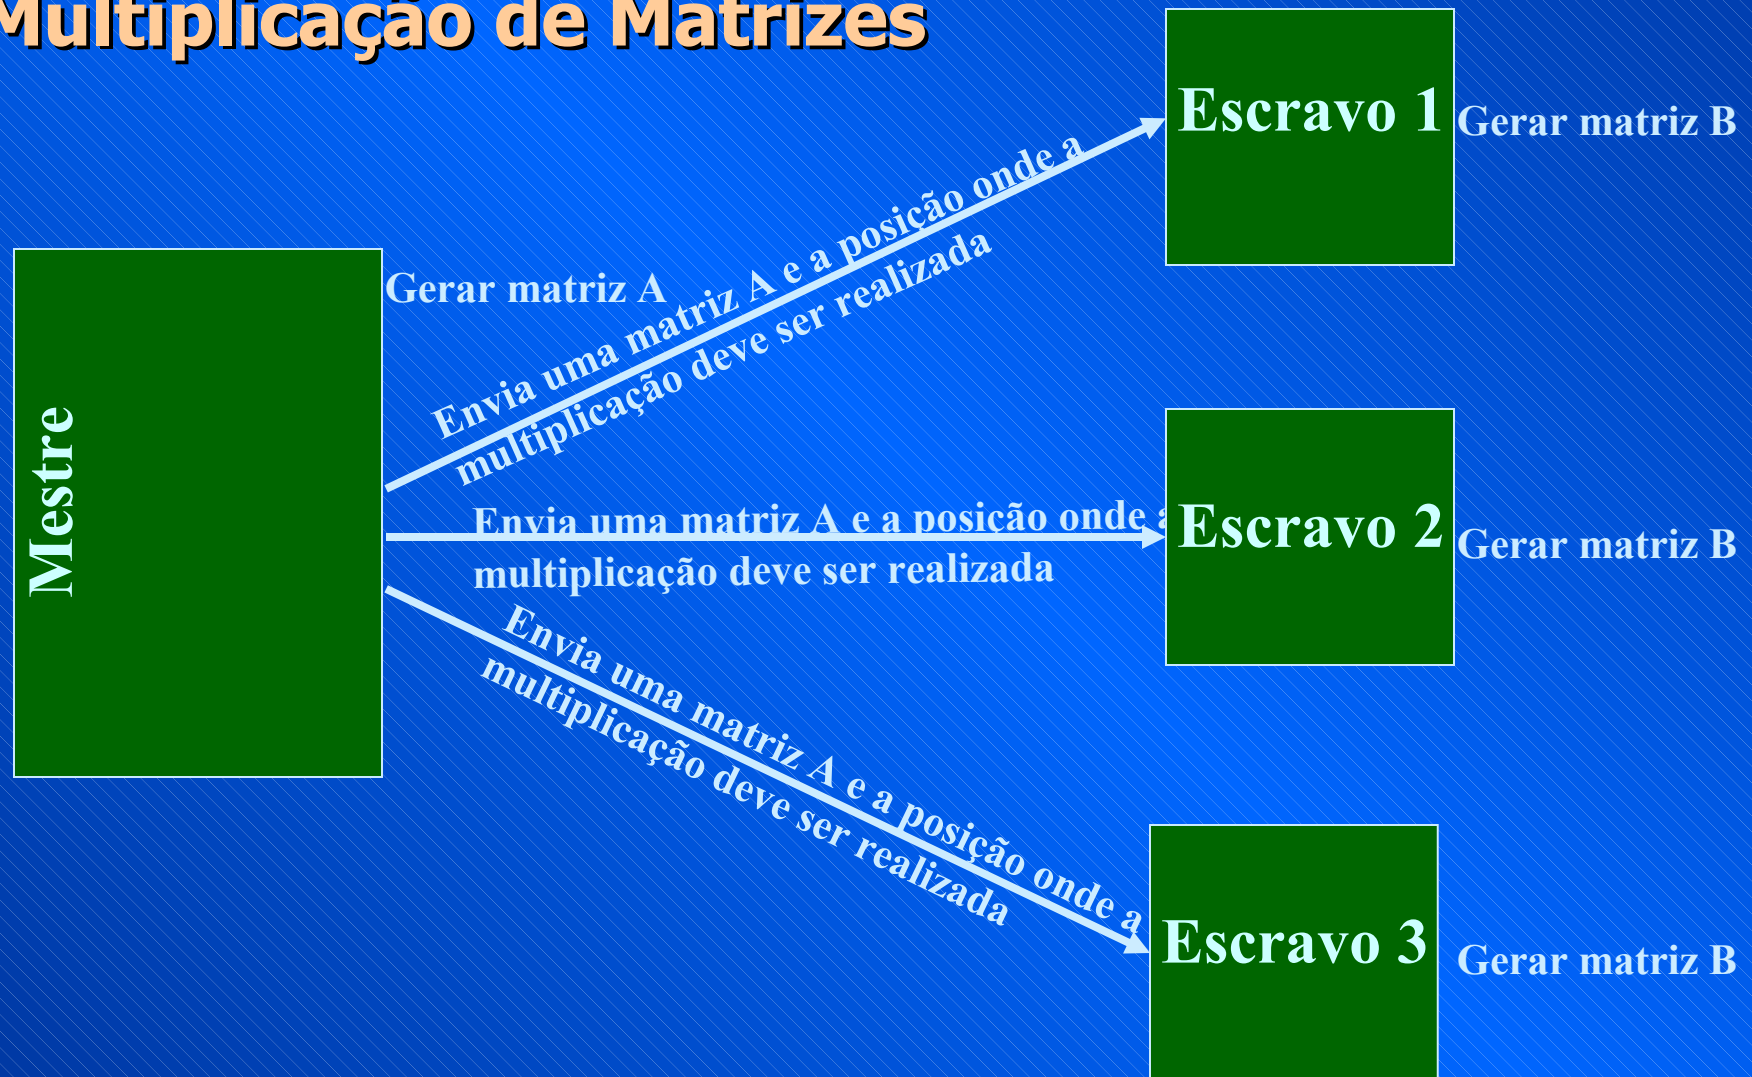 Multiplicação de Matrizes
Escravo 1
Gerar matriz B
Gerar matriz A
Envia uma matriz A e a posição onde a
multiplicação deve ser realizada
Mestre
Envia uma matriz A e a posição onde a
multiplicação deve ser realizada
Escravo 2
Gerar matriz B
Envia uma matriz A e a posição onde a
multiplicação deve ser realizada
Escravo 3
Gerar matriz B